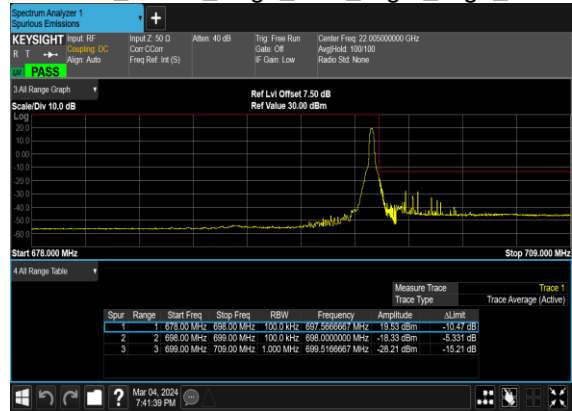 Spectrum Analyzer 1
Spurious Emissions
+
KEYSIGHT Input: RF Input Z: 50 Ω Atten: 40 dB Trig: Free Run Center Freq: 22.005000000 GHz
R T Coupling: DC Corr CCorr Gate: Off Avg|Hold: 100/100
Align: Auto Freq Ref: Int (S) IF Gain: Low Radio Std: None
PASS
3 All Range Graph
Ref Lvl Offset 7.50 dB
Scale/Div 10.0 dB Ref Value 30.00 dBm
Log
20.0
10.0
0.00
-10.0
-20.0
-30.0
-40.0
-50.0
-60.0
Start 678.000 MHz Stop 709.000 MHz
4 All Range Table
Measure Trace Trace 1
Trace Type Trace Average (Active)
Spur Range Start Freq Stop Freq RBW Frequency Amplitude ΔLimit
1 1 678.00 MHz 698.00 MHz 100.0 kHz 697.5666667 MHz 19.53 dBm -10.47 dB
2 2 698.00 MHz 699.00 MHz 100.0 kHz 698.0000000 MHz -18.33 dBm -5.331 dB
3 3 699.00 MHz 709.00 MHz 1.000 MHz 699.5166667 MHz -28.21 dBm -15.21 dB
? Mar 04, 2024
7:41:39 PM